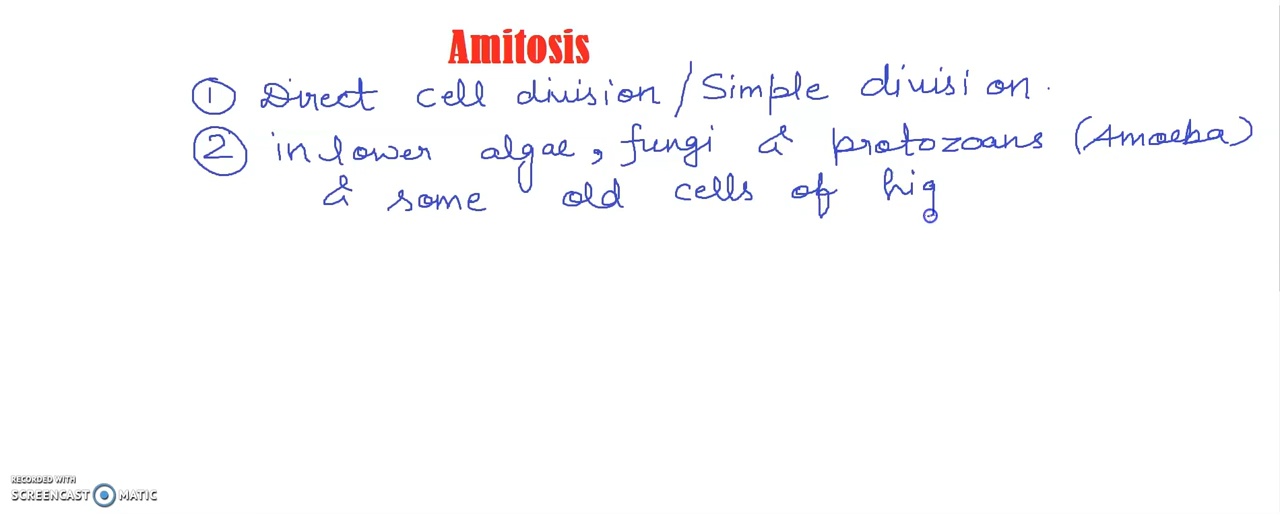 Amitosis
① Direct cell division / Simple division.
② in lower algae, fungi & protozoans (Amoeba)
& some old cells of hig
RECORDED WITH
SCREENCAST MATIC